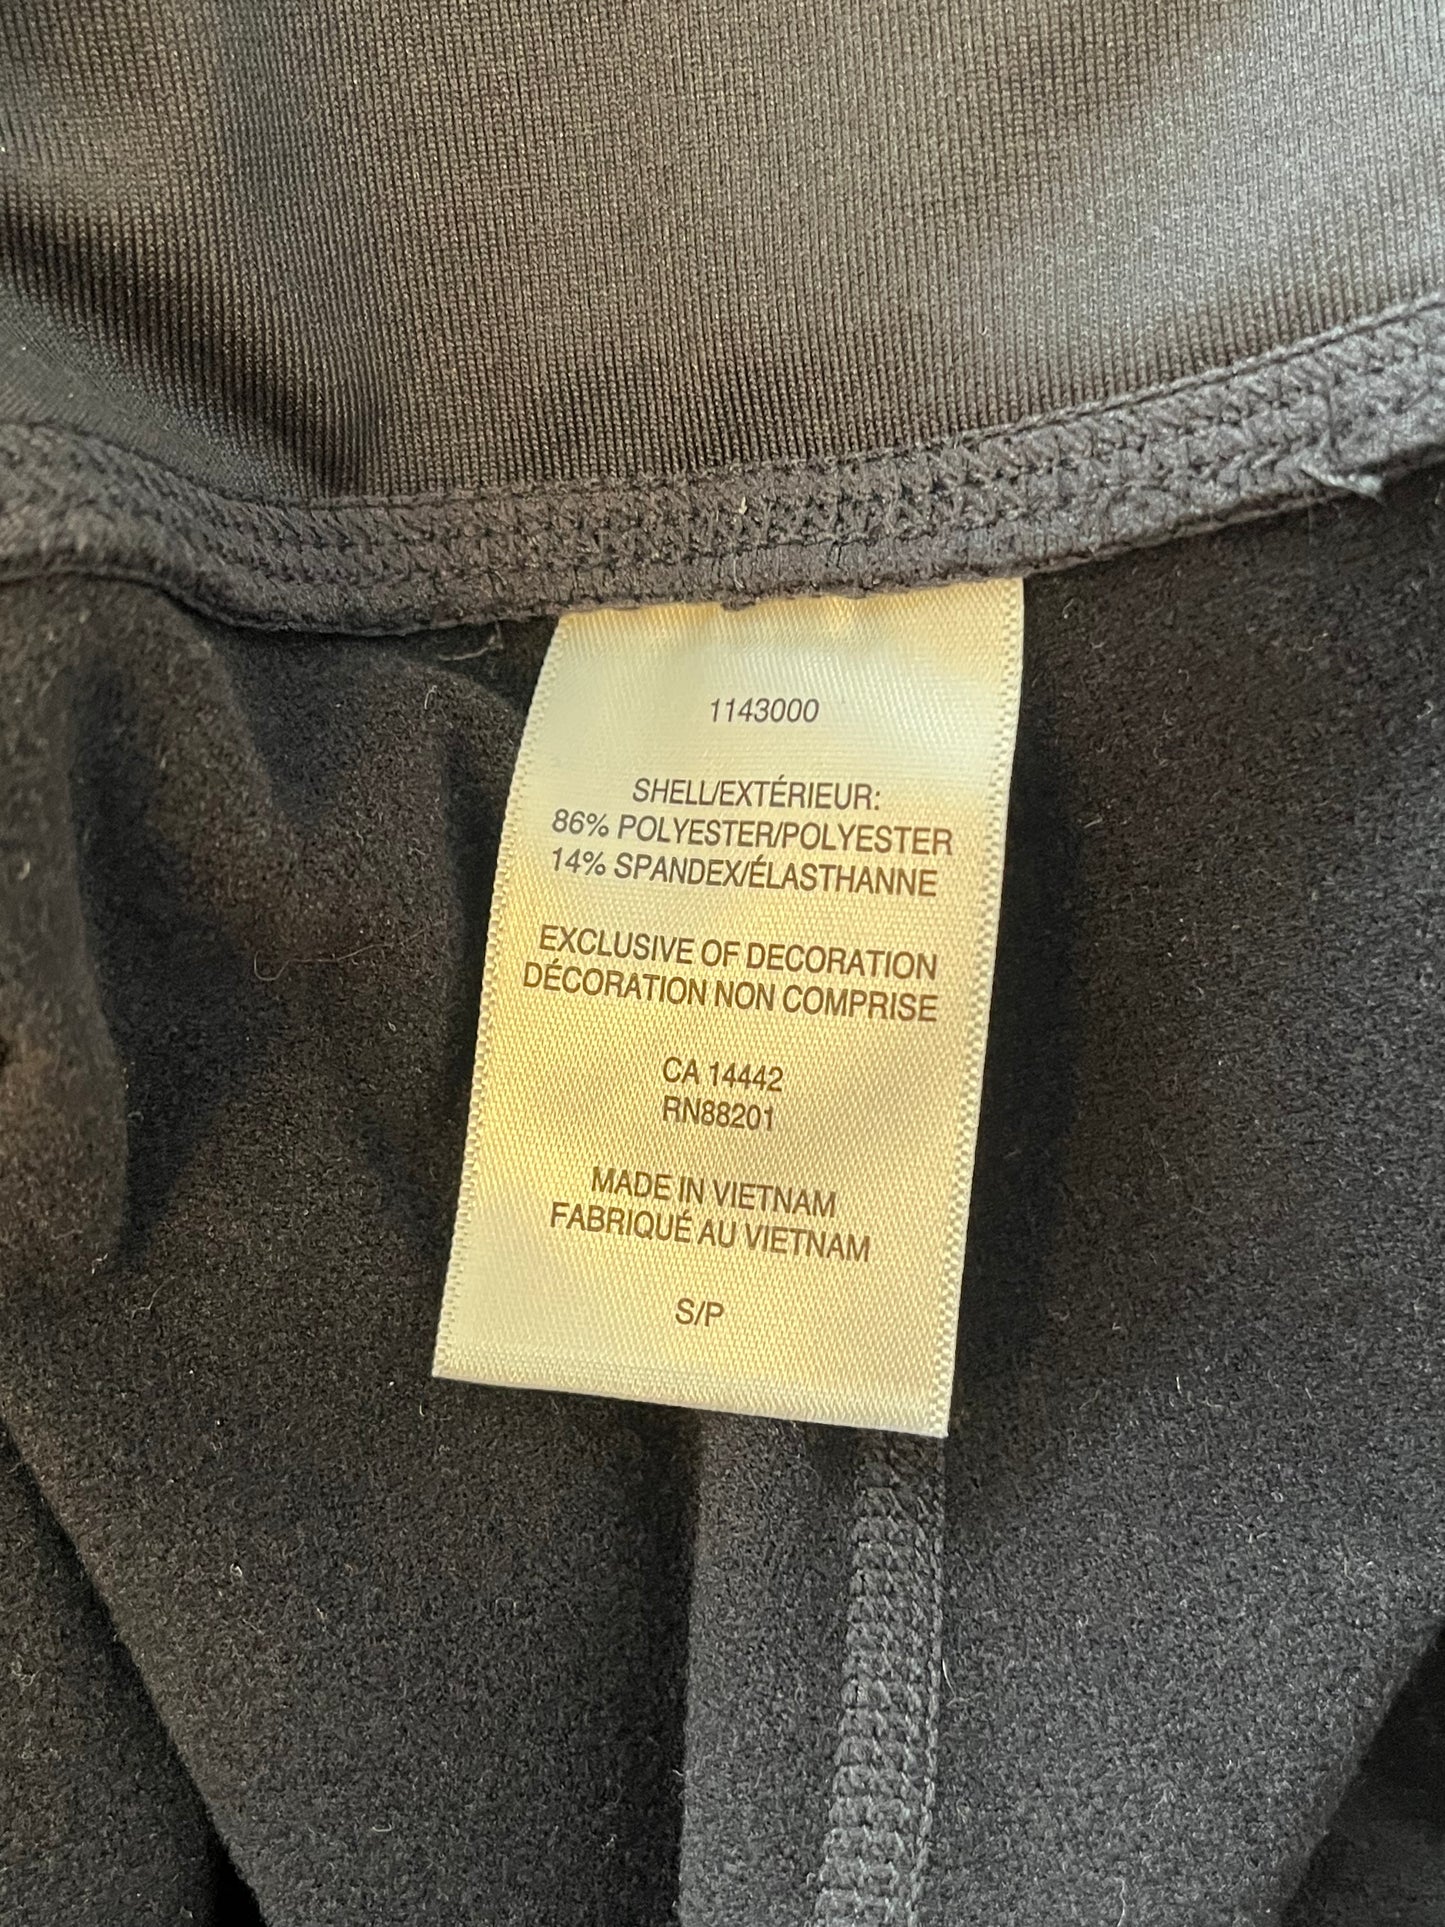 1143000
SHELL/EXTÉRIEUR:
86% POLYESTER/POLYESTER
14% SPANDEX/ÉLASTHANNE
EXCLUSIVE OF DECORATION
DÉCORATION NON COMPRISE
CA 14442
RN88201
MADE IN VIETNAM
FABRIQUÉ AU VIETNAM
S/P